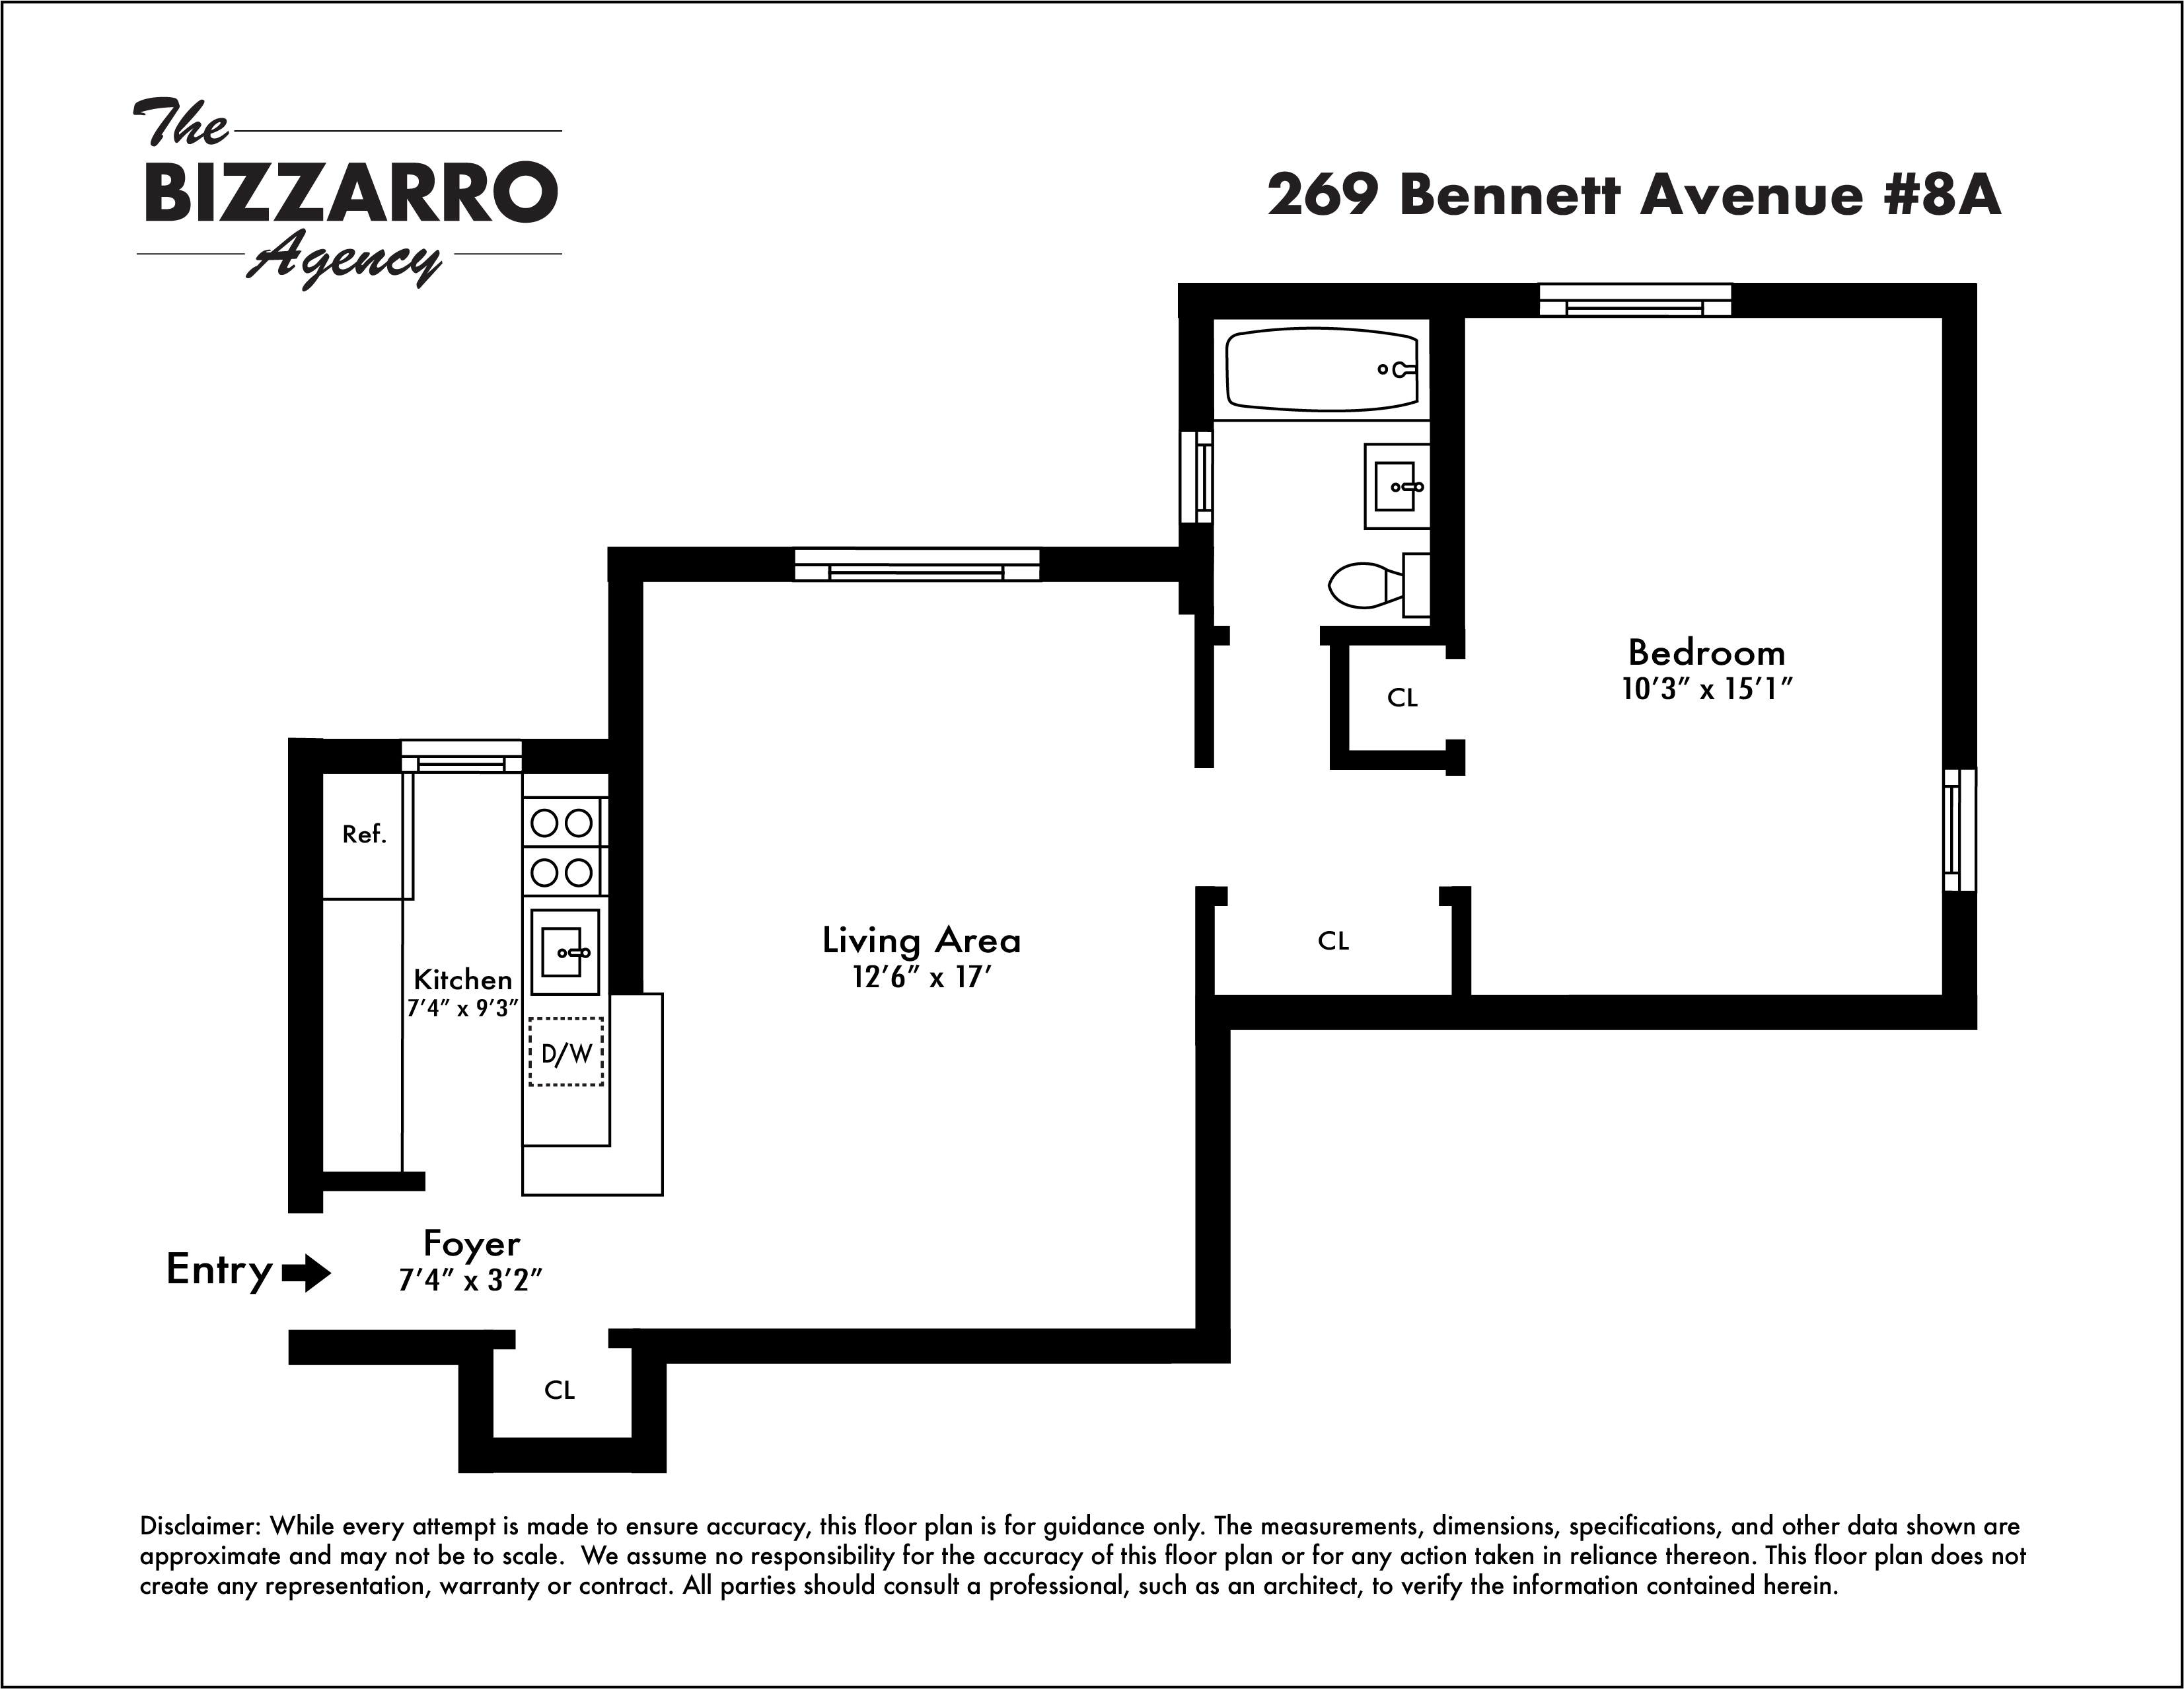 The
BIZZARRO
Agency
269 Bennett Avenue #8A
Bedroom
10’3” x 15’1”
CL
Ref.
Living Area
12’6” x 17’
CL
Kitchen
7’4” x 9’3”
D/W
Foyer
7’4” x 3’2”
Entry
CL
Disclaimer: While every attempt is made to ensure accuracy, this floor plan is for guidance only. The measurements, dimensions, specifications, and other data shown are
approximate and may not be to scale.  We assume no responsibility for the accuracy of this floor plan or for any action taken in reliance thereon. This floor plan does not
create any representation, warranty or contract. All parties should consult a professional, such as an architect, to verify the information contained herein.